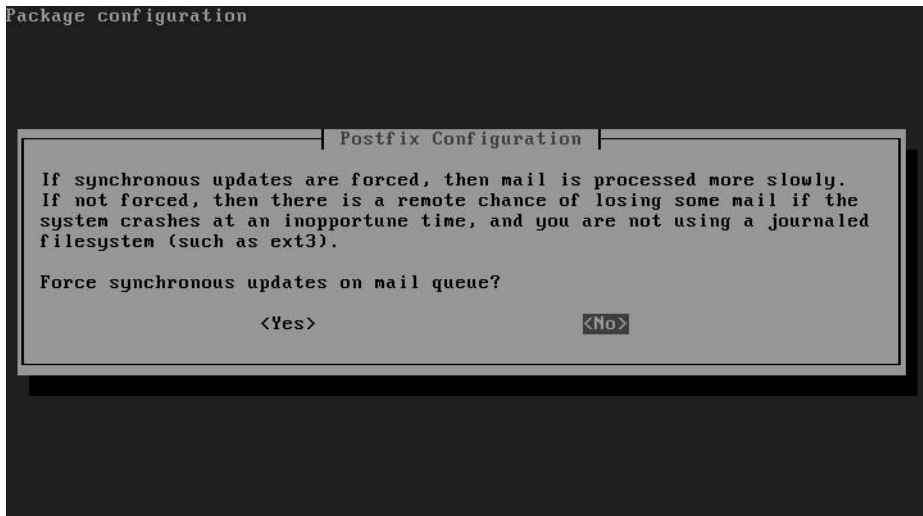 Package configuration
Postfix Configuration
If synchronous updates are forced, then mail is processed more slowly.
If not forced, then there is a remote chance of losing some mail if the
system crashes at an inopportune time, and you are not using a journaled
filesystem (such as ext3).
Force synchronous updates on mail queue?
<Yes> <No>